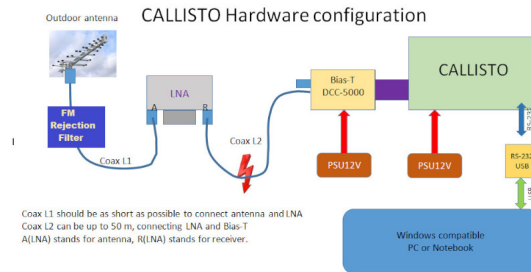 CALLISTO Hardware configuration
Outdoor antenna
LNA
A
R
Bias-T
DCC-5000
CALLISTO
FM
Rejection
Filter
Coax L1
Coax L2
PSU12V
PSU12V
RS-232
RS-232
USB
I
Coax L1 should be as short as possible to connect antenna and LNA
Coax L2 can be up to 50 m, connecting LNA and Bias-T
A(LNA) stands for antenna, R(LNA) stands for receiver.
Windows compatible
PC or Notebook